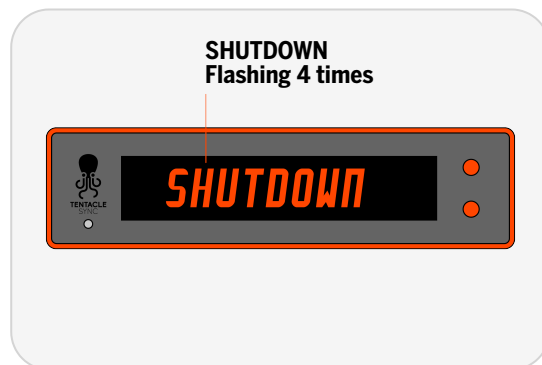 SHUTDOWN
Flashing 4 times
SHUTDOWN
TENTACLE
SYNC